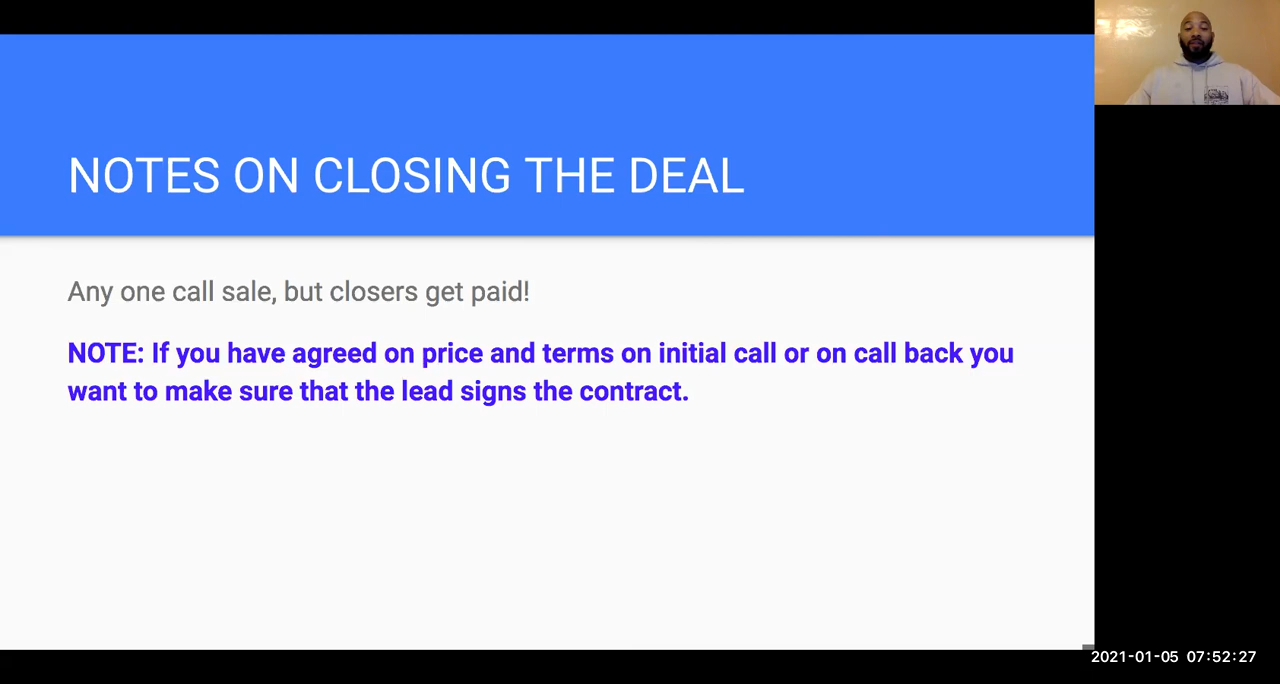 NOTES ON CLOSING THE DEAL
Any one call sale, but closers get paid!
NOTE: If you have agreed on price and terms on initial call or on call back you
want to make sure that the lead signs the contract.
2021-01-05 07:52:27